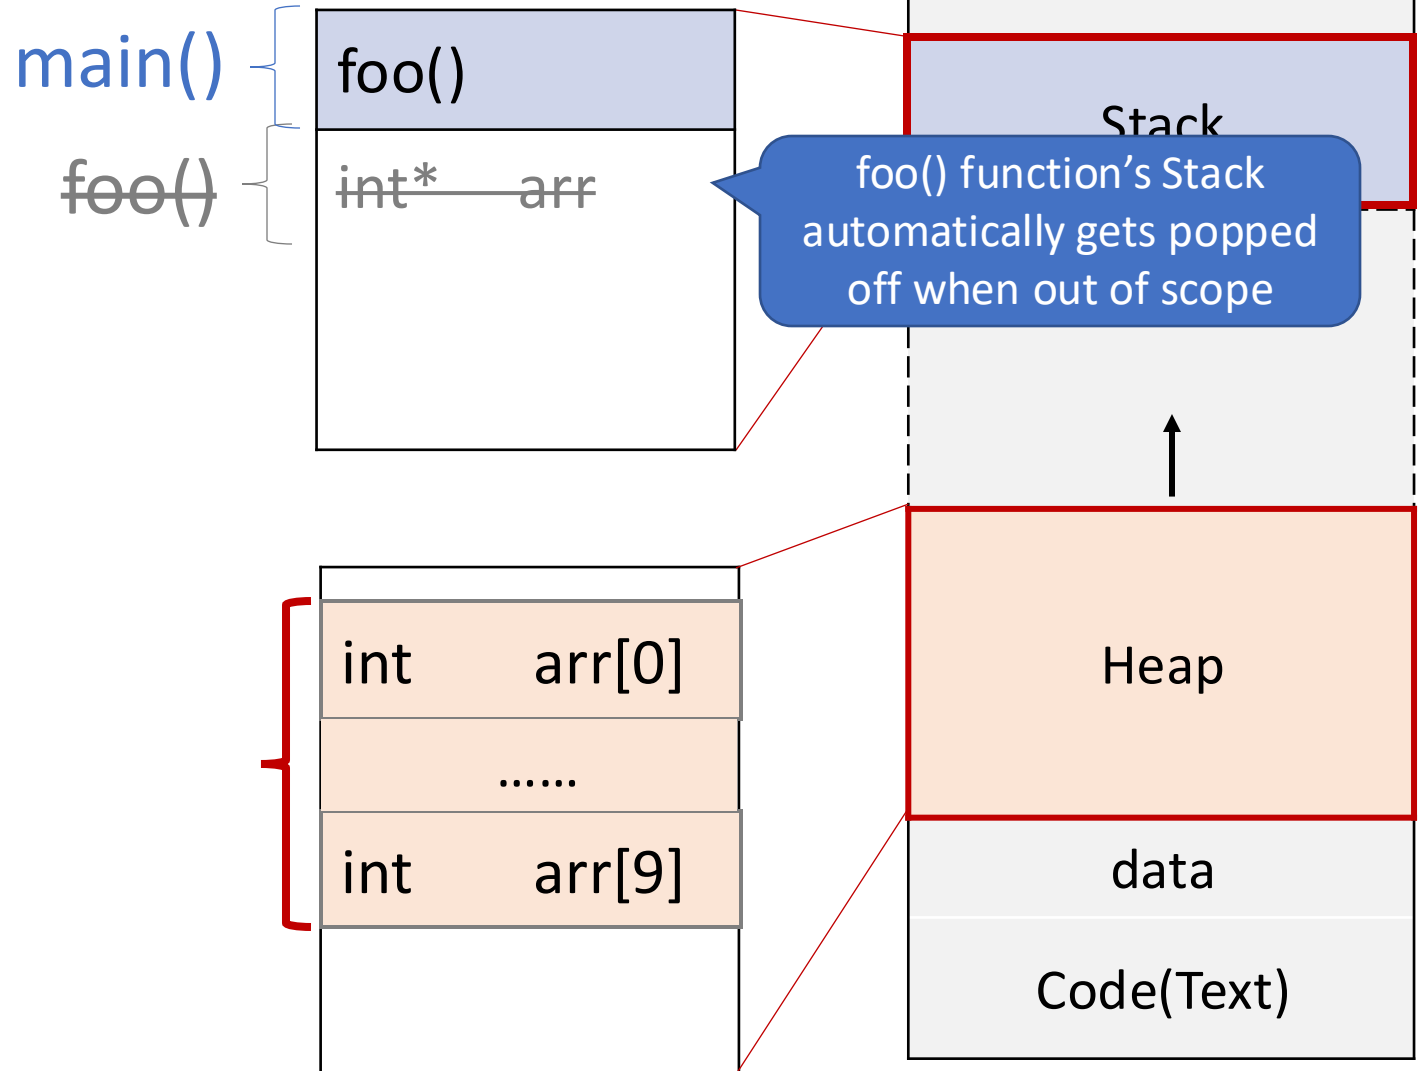 main()
foo()
foo()
int* arr
Stack
foo() function’s Stack
automatically gets popped
off when out of scope
int arr[0]
......
int arr[9]
Heap
data
Code(Text)